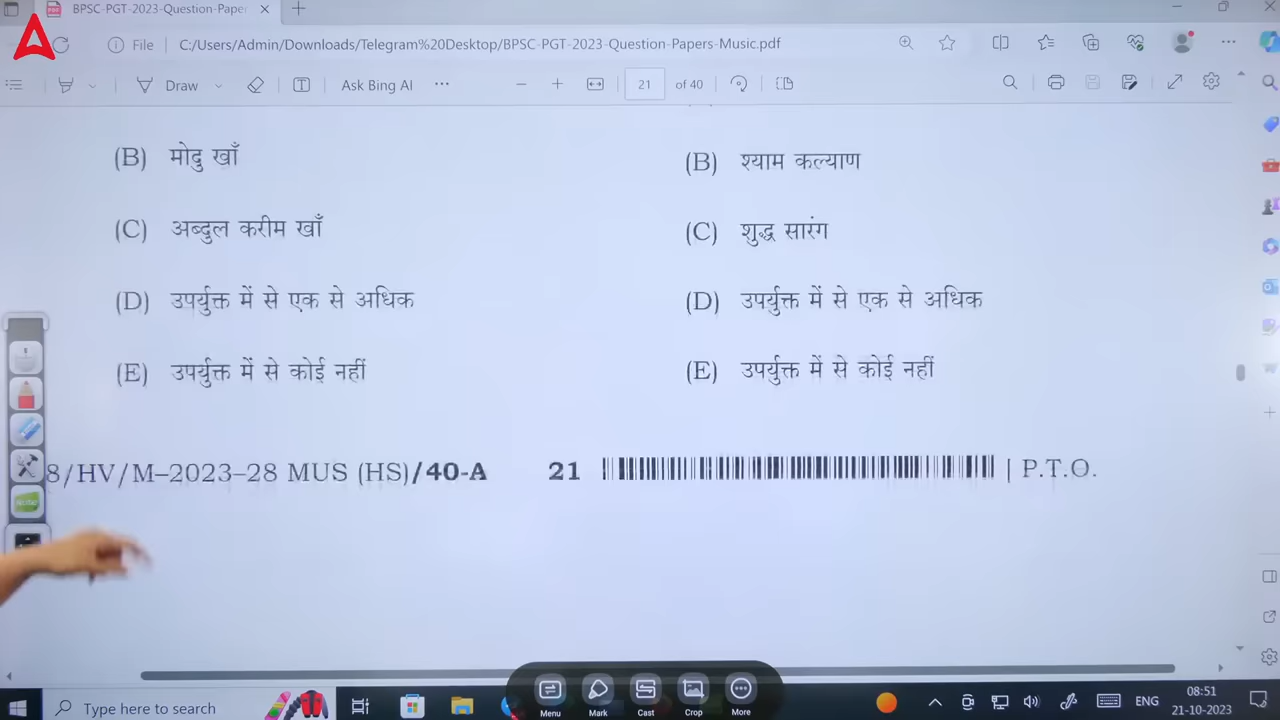 BPSC-PGT-2023-Question-Paper
File
C:/Users/Admin/Downloads/Telegram%20Desktop/BPSC-PGT-2023-Question-Papers-Music.pdf
Draw
Ask Bing AI
21
of 40
(B) मोदु खाँ
(C) अब्दुल करीम खाँ
(D) उपर्युक्त में से एक से अधिक
(E) उपर्युक्त में से कोई नहीं
(B) श्याम कल्याण
(C) शुद्ध सारंग
(D) उपर्युक्त में से एक से अधिक
(E) उपर्युक्त में से कोई नहीं
8/HV/M–2023–28 MUS (HS)/40-A
21
| P.T.O.
Menu
Mark
Cast
Crop
More
Type here to search
ENG
08:51
21-10-2023